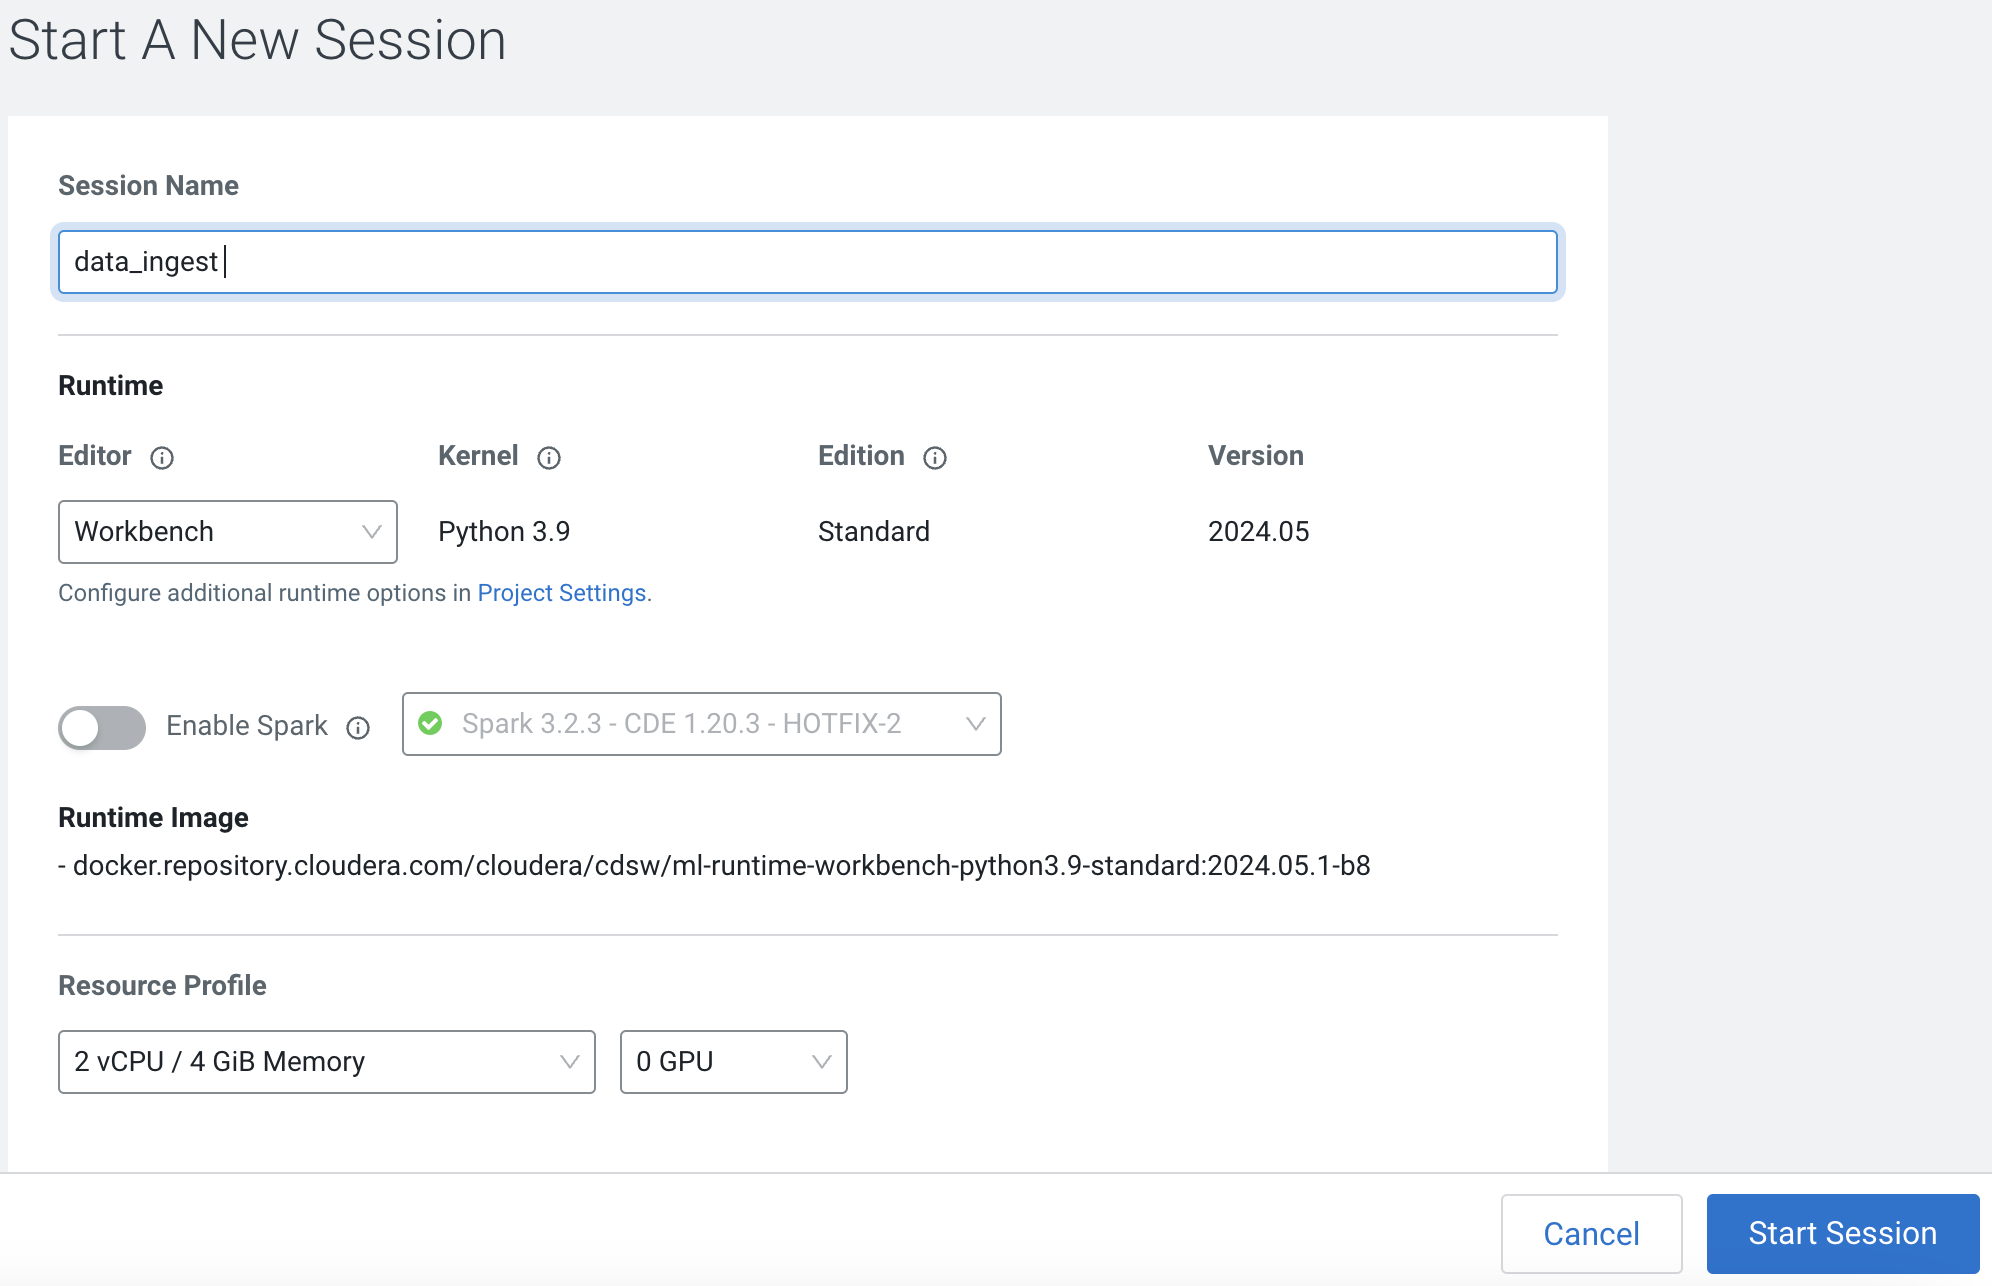 Start A New Session
Session Name
data_ingest
Runtime
Editor Kernel Edition Version
Workbench Python 3.9 Standard 2024.05
Configure additional runtime options in Project Settings.
Enable Spark Spark 3.2.3 - CDE 1.20.3 - HOTFIX-2
Runtime Image
- docker.repository.cloudera.com/cloudera/cdsw/ml-runtime-workbench-python3.9-standard:2024.05.1-b8
Resource Profile
2 vCPU / 4 GiB Memory 0 GPU
Cancel Start Session